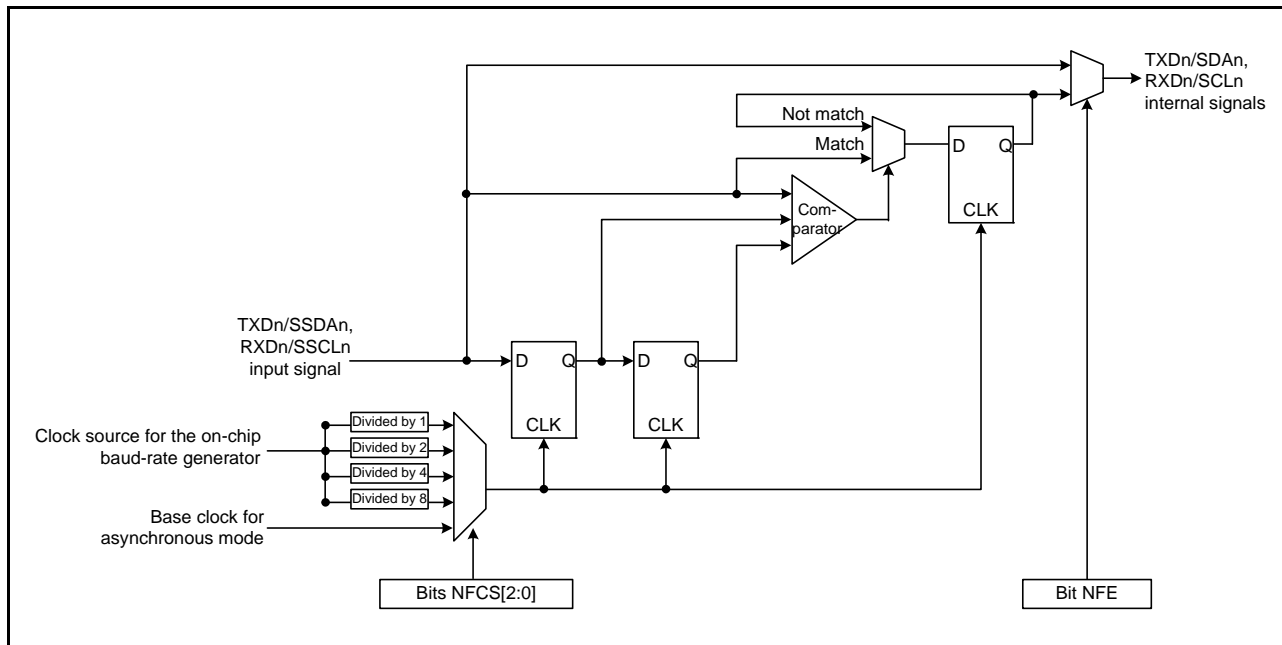 TXDn/SDAn,
RXDn/SCLn
internal signals
Not match
Match
D
Q
CLK
Com-
parator
TXDn/SSDAn,
RXDn/SSCLn
input signal
D
Q
CLK
D
Q
CLK
Clock source for the on-chip
baud-rate generator
Divided by 1
Divided by 2
Divided by 4
Divided by 8
Base clock for
asynchronous mode
Bits NFCS[2:0]
Bit NFE